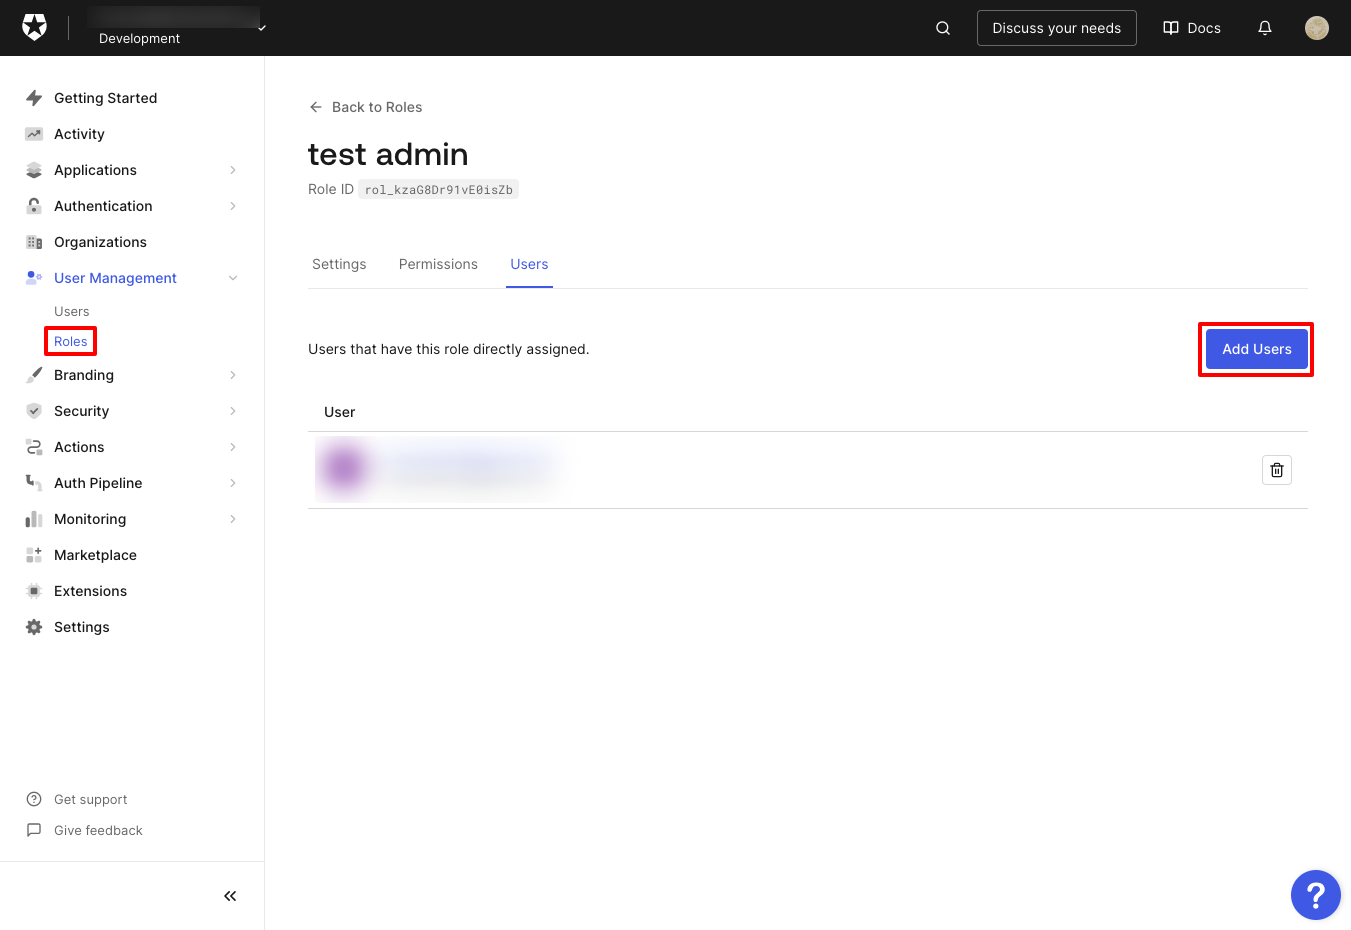 Development
Discuss your needs
Docs
Getting Started
Activity
Applications
Authentication
Organizations
User Management
Users
Roles
Branding
Security
Actions
Auth Pipeline
Monitoring
Marketplace
Extensions
Settings
Get support
Give feedback
Back to Roles
test admin
Role ID rol_kzaG8Dr91vE0isZb
Settings Permissions Users
Users that have this role directly assigned.
Add Users
User
?